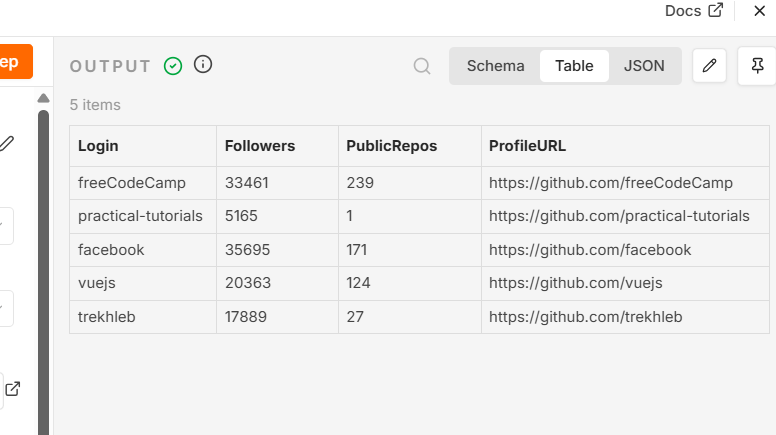 Docs
ep
OUTPUT
Schema Table JSON
5 items
Login Followers PublicRepos ProfileURL
freeCodeCamp 33461 239 https://github.com/freeCodeCamp
practical-tutorials 5165 1 https://github.com/practical-tutorials
facebook 35695 171 https://github.com/facebook
vuejs 20363 124 https://github.com/vuejs
trekhleb 17889 27 https://github.com/trekhleb